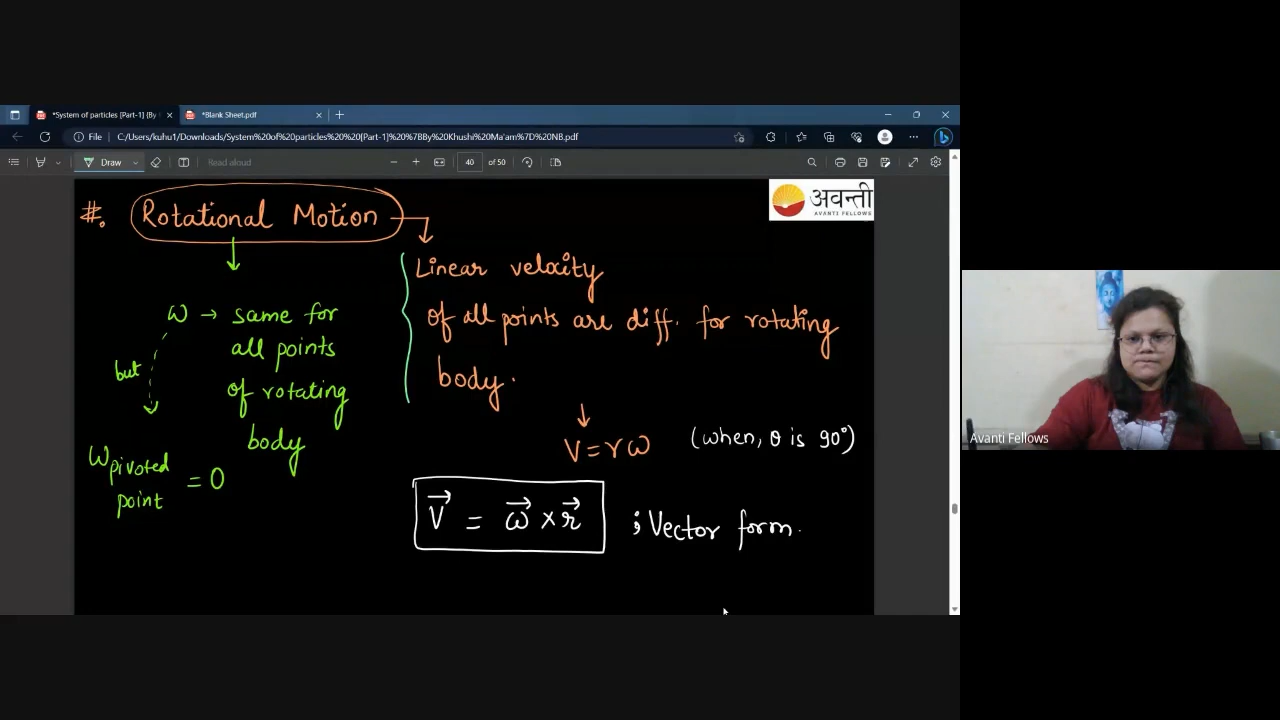 *System of particles [Part-1] (By
*Blank Sheet.pdf
File
C:/Users/kuhu1/Downloads/System%20of%20particles%20%20[Part-1]%20%7BBy%20Khushi%20Ma'am%7D%20NB.pdf
Draw
Read aloud
40 of 50
#. Rotational Motion
अवन्ती
AVANTI FELLOWS
ω → same for
all points
of rotating
body
but
ω pivoted point = 0
Linear velocity
of all points are diff. for rotating
body.
V = rω (when, θ is 90°)
V⃗ = ω⃗ × r⃗ ; Vector form.
Avanti Fellows